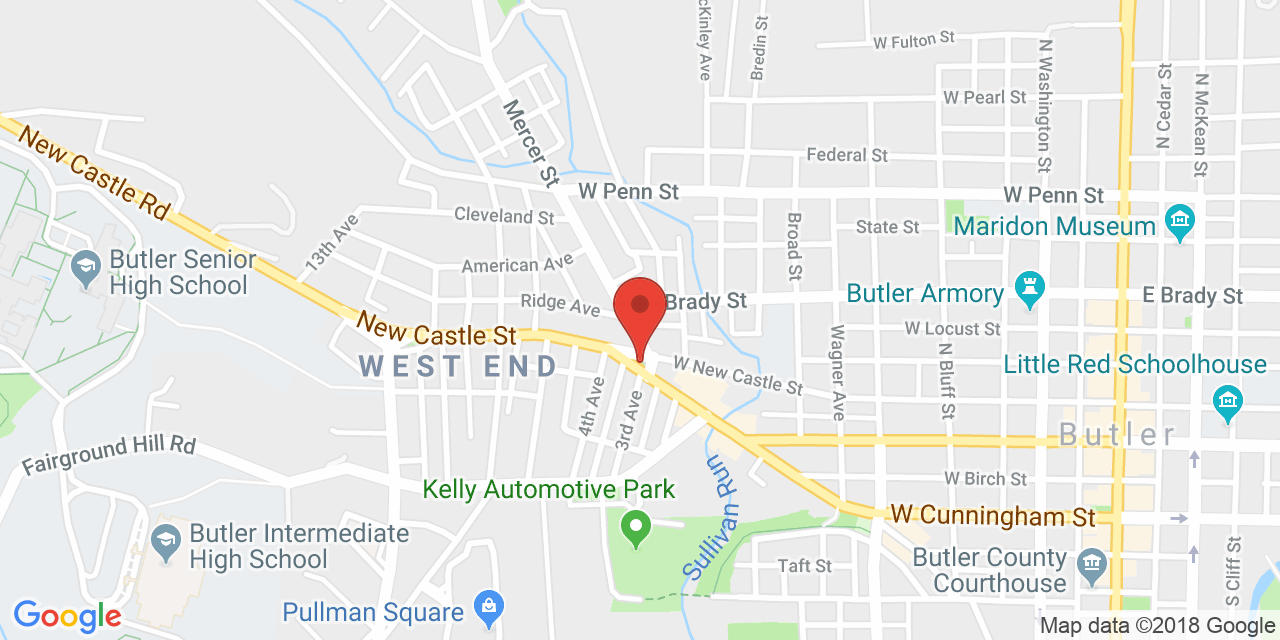 McKinley Ave
Bredin St
W Fulton St
N Washington St
N Cedar St
N McKean St
W Pearl St
Mercer St
New Castle Rd
Federal St
W Penn St
W Penn St
Cleveland St
13th Ave
Broad St
State St
Maridon Museum
Butler Senior
High School
American Ave
Ridge Ave
Brady St
Butler Armory
E Brady St
New Castle St
W Locust St
WEST END
W New Castle St
Wagner Ave
N Bluff St
Little Red Schoolhouse
4th Ave
3rd Ave
Butler
Fairground Hill Rd
Kelly Automotive Park
Sullivan Run
W Birch St
W Cunningham St
Butler Intermediate
High School
Taft St
Butler County
Courthouse
S Cliff St
Pullman Square
Google
Map data ©2018 Google